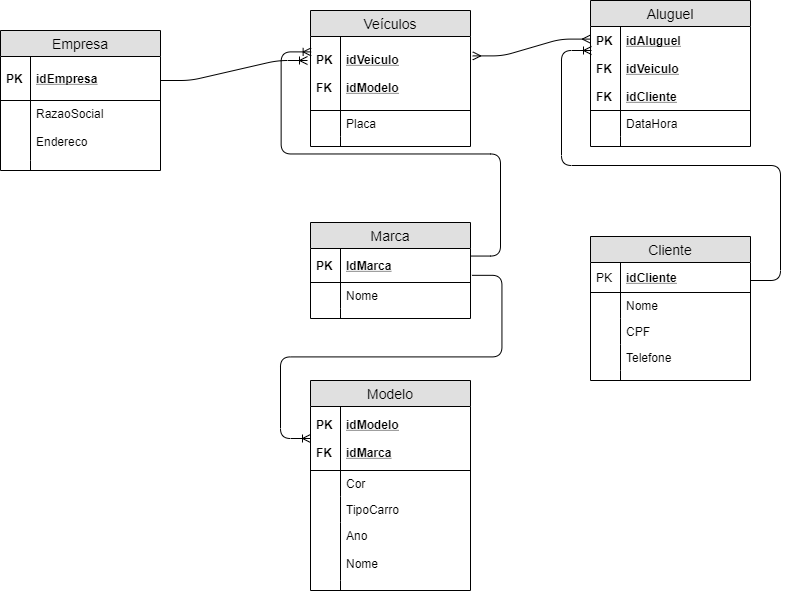 Empresa
PK idEmpresa
RazaoSocial
Endereco
Veículos
PK idVeiculo
FK idModelo
Placa
Aluguel
PK idAluguel
FK idVeiculo
FK idCliente
DataHora
Marca
PK IdMarca
Nome
Cliente
PK idCliente
Nome
CPF
Telefone
Modelo
PK idModelo
FK idMarca
Cor
TipoCarro
Ano
Nome